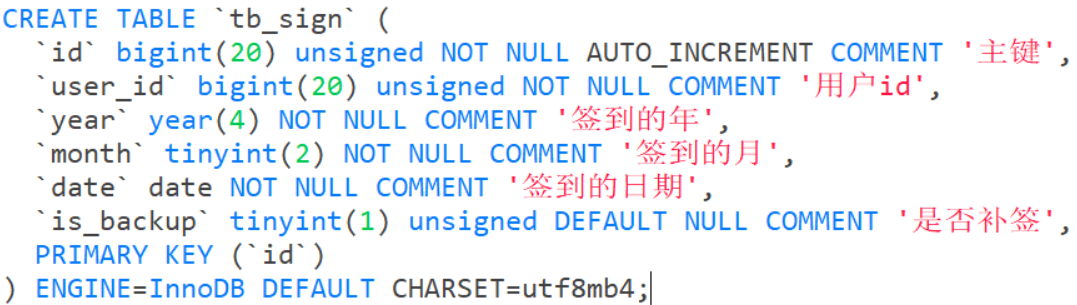 CREATE TABLE `tb_sign` (
  `id` bigint(20) unsigned NOT NULL AUTO_INCREMENT COMMENT '主键',
  `user_id` bigint(20) unsigned NOT NULL COMMENT '用户id',
  `year` year(4) NOT NULL COMMENT '签到的年',
  `month` tinyint(2) NOT NULL COMMENT '签到的月',
  `date` date NOT NULL COMMENT '签到的日期',
  `is_backup` tinyint(1) unsigned DEFAULT NULL COMMENT '是否补签',
  PRIMARY KEY (`id`)
) ENGINE=InnoDB DEFAULT CHARSET=utf8mb4;